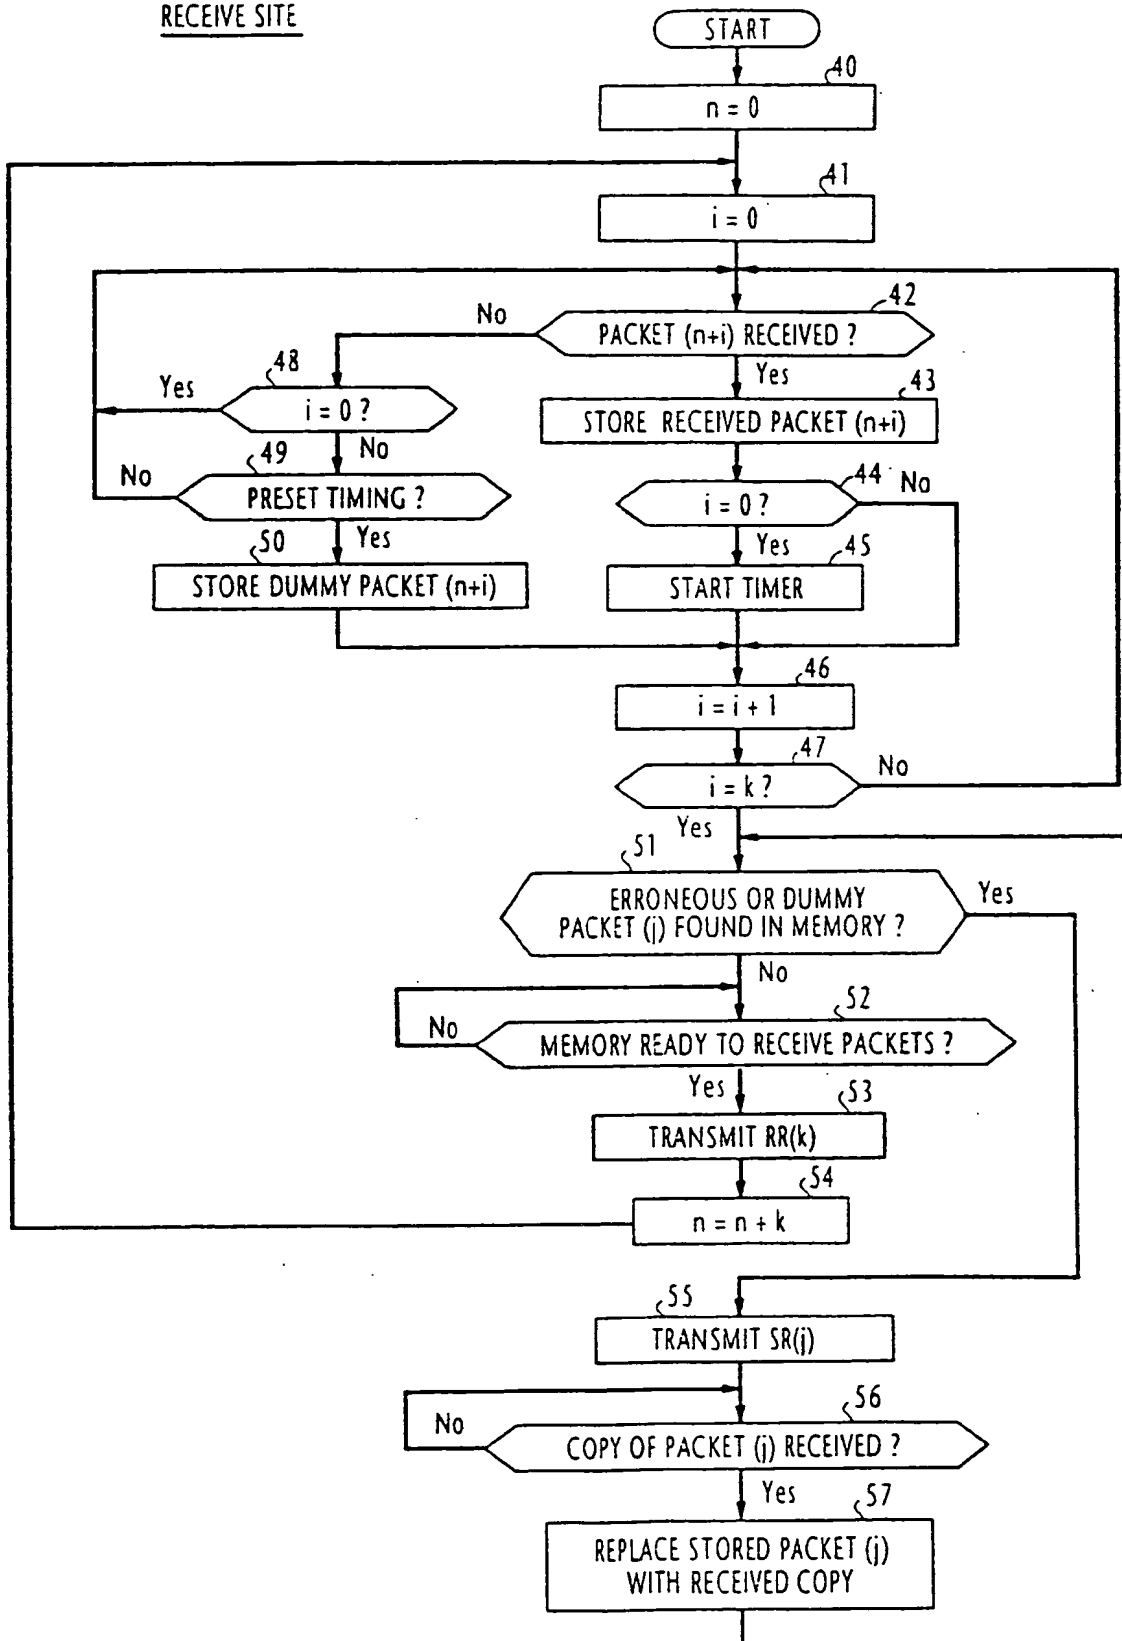 RECEIVE SITE
START
40
n = 0
41
i = 0
42
No
PACKET (n+i) RECEIVED ?
Yes
48
Yes
i = 0 ?
No
43
STORE RECEIVED PACKET (n+i)
49
No
PRESET TIMING ?
Yes
44
No
i = 0 ?
Yes
50
STORE DUMMY PACKET (n+i)
45
START TIMER
46
i = i + 1
47
i = k ?
No
Yes
51
ERRONEOUS OR DUMMY
PACKET (j) FOUND IN MEMORY ?
Yes
No
52
No
MEMORY READY TO RECEIVE PACKETS ?
Yes
53
TRANSMIT RR(k)
54
n = n + k
55
TRANSMIT SR(j)
56
No
COPY OF PACKET (j) RECEIVED ?
Yes
57
REPLACE STORED PACKET (j)
WITH RECEIVED COPY